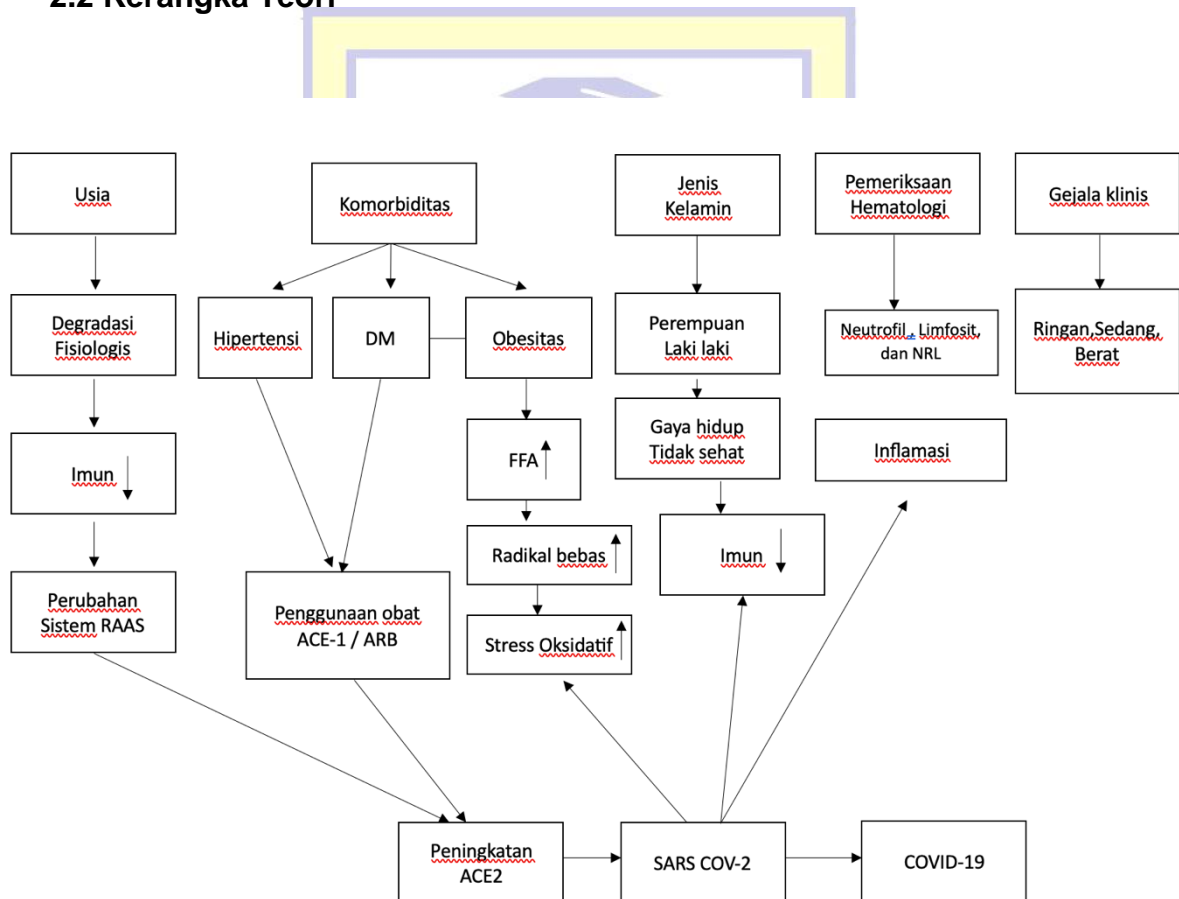 2.2 Kerangka Teori
Usia
Komorbiditas
Jenis
Kelamin
Pemeriksaan
Hematologi
Gejala klinis
Degradasi
Fisiologis
Hipertensi
DM
Obesitas
Perempuan
Laki laki
Neutrofil , Limfosit,
dan NRL
Ringan,Sedang,
Berat
Imun
FFA
Gaya hidup
Tidak sehat
Inflamasi
Radikal bebas
Imun
Perubahan
Sistem RAAS
Penggunaan obat
ACE-1 / ARB
Stress Oksidatif
Peningkatan
ACE2
SARS COV-2
COVID-19